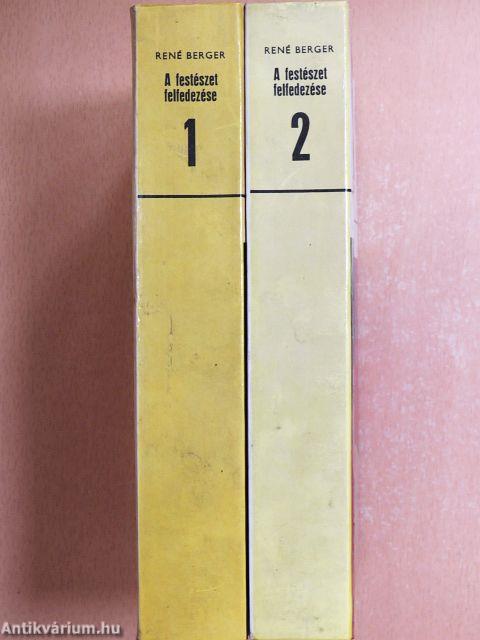 RENÉ BERGER
A festészet
felfedezése
1
RENÉ BERGER
A festészet
felfedezése
2
Antikvárium.hu